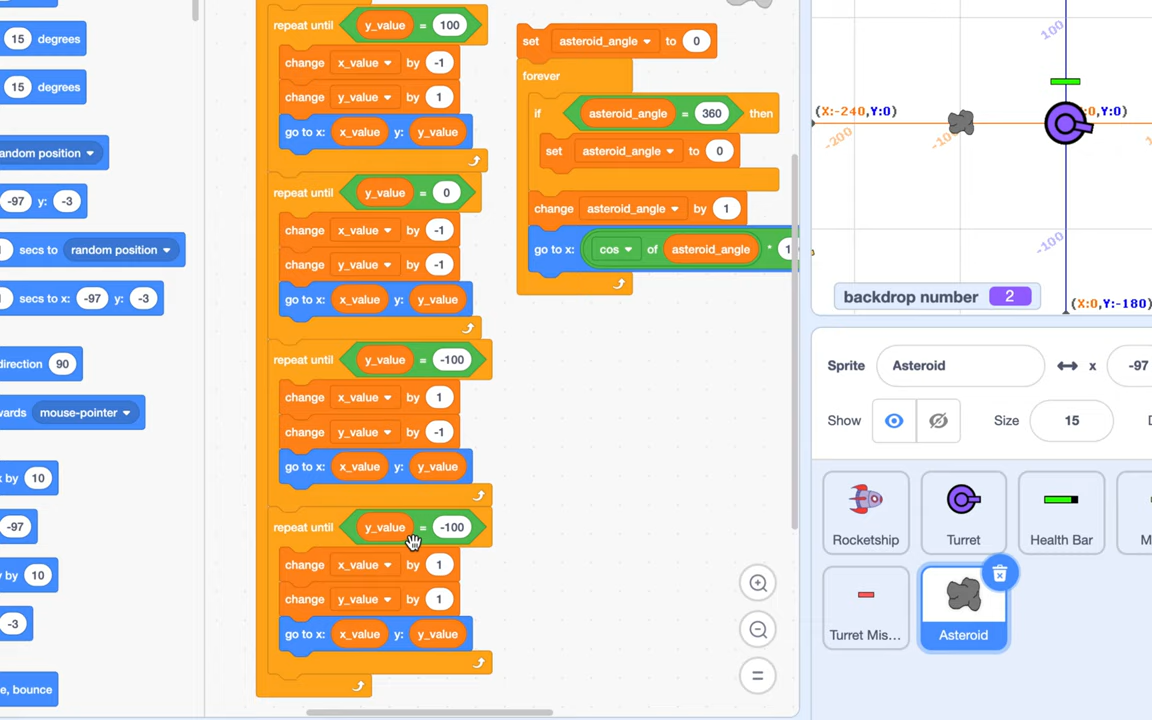 15 degrees
15 degrees
andom position
-97 y: -3
secs to random position
secs to x: -97 y: -3
direction 90
wards mouse-pointer
x by 10
-97
y by 10
-3
e, bounce
repeat until y_value = 100
change x_value by -1
change y_value by 1
go to x: x_value y: y_value
repeat until y_value = 0
change x_value by -1
change y_value by -1
go to x: x_value y: y_value
repeat until y_value = -100
change x_value by 1
change y_value by -1
go to x: x_value y: y_value
repeat until y_value = -100
change x_value by 1
change y_value by 1
go to x: x_value y: y_value
set asteroid_angle to 0
forever
if asteroid_angle = 360 then
set asteroid_angle to 0
change asteroid_angle by 1
go to x: cos of asteroid_angle * 1
100
(X:-240,Y:0)
0,Y:0)
-200
-100
(X:0,Y:-180)
backdrop number 2
Sprite Asteroid x -97
Show Size 15 D
Rocketship
Turret
Health Bar
M
Turret Mis...
Asteroid